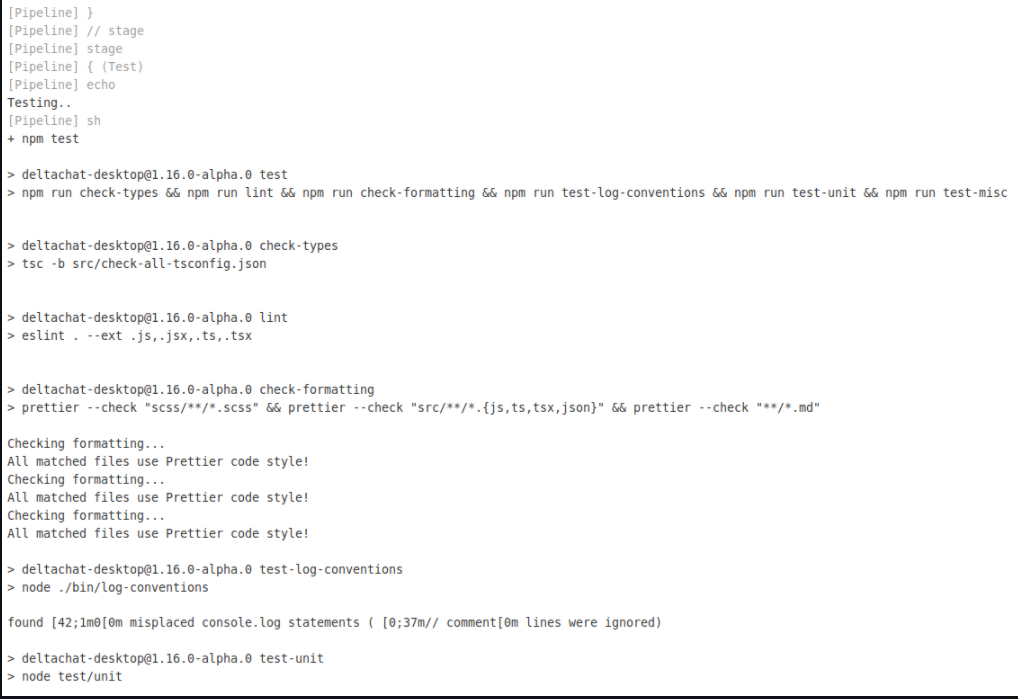 [Pipeline] }
[Pipeline] // stage
[Pipeline] stage
[Pipeline] { (Test)
[Pipeline] echo
Testing..
[Pipeline] sh
+ npm test
> deltachat-desktop@1.16.0-alpha.0 test
> npm run check-types && npm run lint && npm run check-formatting && npm run test-log-conventions && npm run test-unit && npm run test-misc
> deltachat-desktop@1.16.0-alpha.0 check-types
> tsc -b src/check-all-tsconfig.json
> deltachat-desktop@1.16.0-alpha.0 lint
> eslint . --ext .js,.jsx,.ts,.tsx
> deltachat-desktop@1.16.0-alpha.0 check-formatting
> prettier --check "scss/**/*.scss" && prettier --check "src/**/*.{js,ts,tsx,json}" && prettier --check "**/*.md"
Checking formatting...
All matched files use Prettier code style!
Checking formatting...
All matched files use Prettier code style!
Checking formatting...
All matched files use Prettier code style!
> deltachat-desktop@1.16.0-alpha.0 test-log-conventions
> node ./bin/log-conventions
found [42;1m0[0m misplaced console.log statements ( [0;37m// comment[0m lines were ignored)
> deltachat-desktop@1.16.0-alpha.0 test-unit
> node test/unit